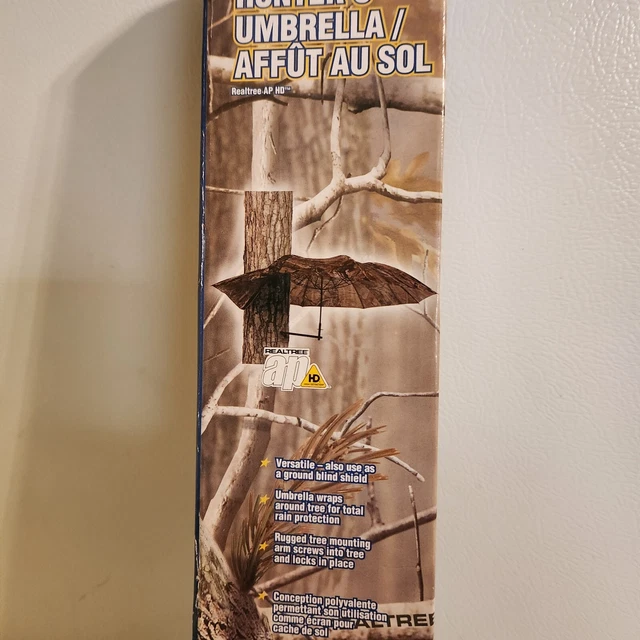 HUNTER'S
UMBRELLA /
AFFÛT AU SOL
Realtree AP HD™
REALTREE
ap
HD
Versatile – also use as
a ground blind shield
Umbrella wraps
around tree for total
rain protection
Rugged tree mounting
arm screws into tree
and locks in place
Conception polyvalente
permettant son utilisation
comme écran pour
cache de sol